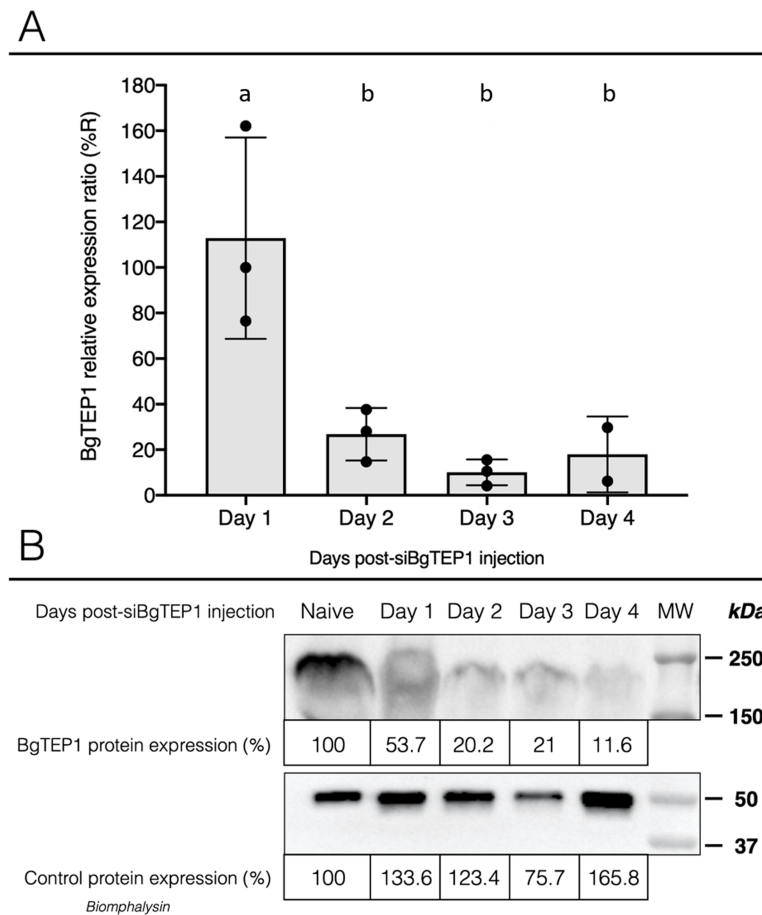 A
BgTEP1 relative expression ratio (%R)
180
160
140
120
100
80
60
40
20
0
a b b b
Day 1 Day 2 Day 3 Day 4
Days post-siBgTEP1 injection
B
Days post-siBgTEP1 injection Naive Day 1 Day 2 Day 3 Day 4 MW kDa
250
150
BgTEP1 protein expression (%) 100 53.7 20.2 21 11.6
50
37
Control protein expression (%) 100 133.6 123.4 75.7 165.8
Biomphalysin